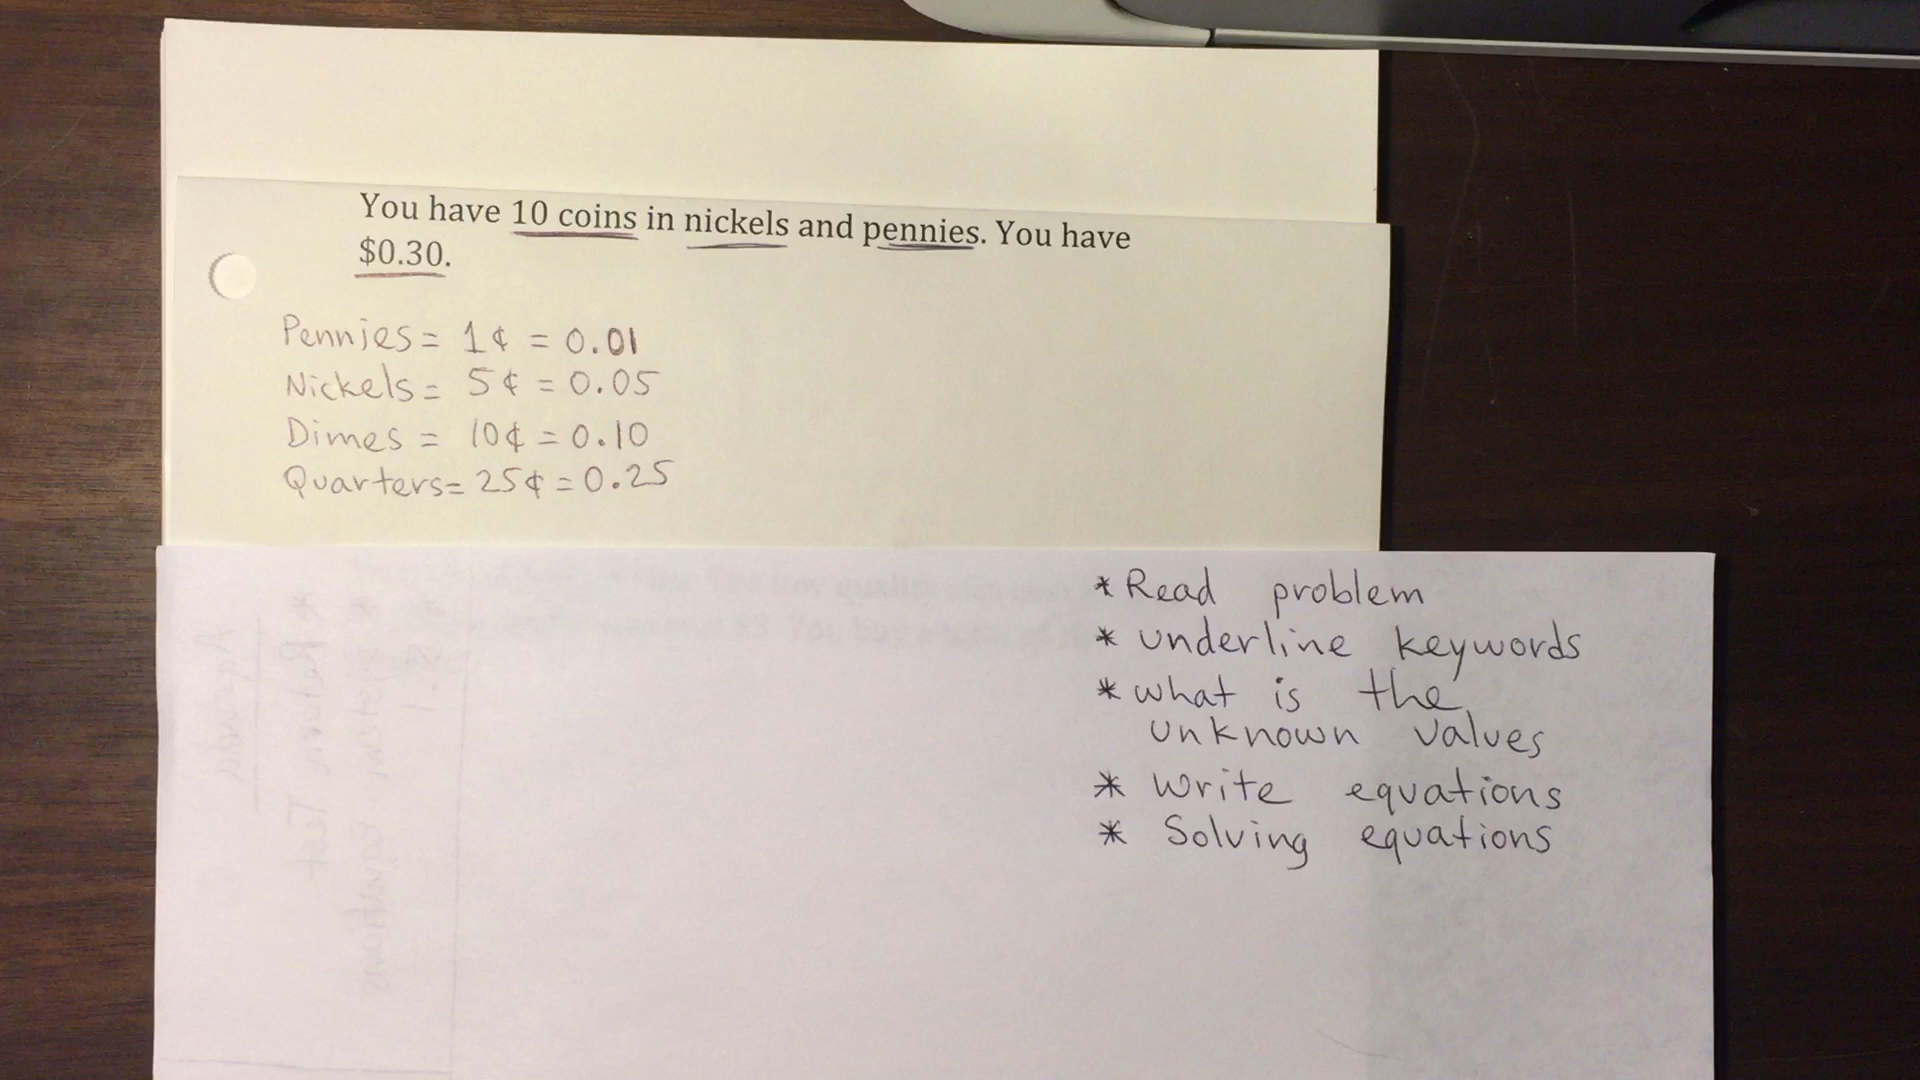 You have 10 coins in nickels and pennies. You have
$0.30.
Pennies = 1¢ = 0.01
Nickels = 5¢ = 0.05
Dimes = 10¢ = 0.10
Quarters = 25¢ = 0.25
* Read problem
* underline keywords
* what is the
unknown values
* Write equations
* Solving equations